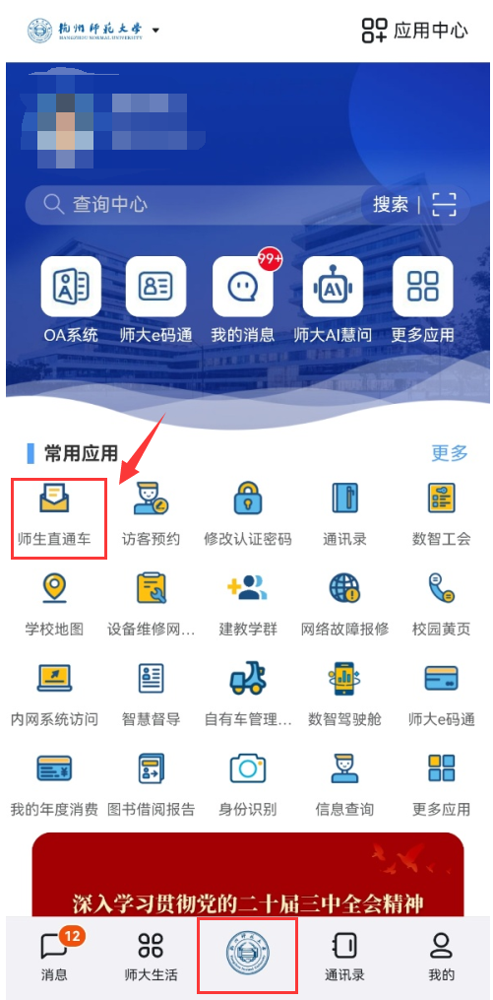 杭州师范大学
HANGZHOU NORMAL UNIVERSITY
应用中心
查询中心
搜索
99+
OA系统 师大e码通 我的消息 师大AI慧问 更多应用
常用应用 更多
师生直通车 访客预约 修改认证密码 通讯录 数智工会
学校地图 设备维修网... 建教学群 网络故障报修 校园黄页
内网系统访问 智慧督导 自有车管理... 数智驾驶舱 师大e码通
我的年度消费 图书借阅报告 身份识别 信息查询 更多应用
深入学习贯彻党的二十届三中全会精神
12
消息 师大生活 通讯录 我的